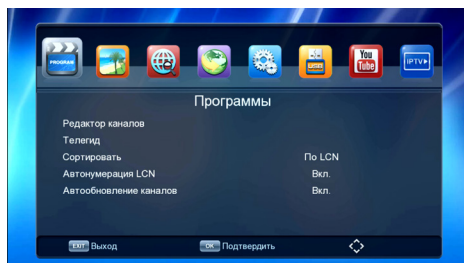 PROGRAM
USB
You
Tube
IPTV
Программы
Редактор каналов
Телегид
Сортировать По LCN
Автонумерация LCN Вкл.
Автообновление каналов Вкл.
EXIT Выход OK Подтвердить